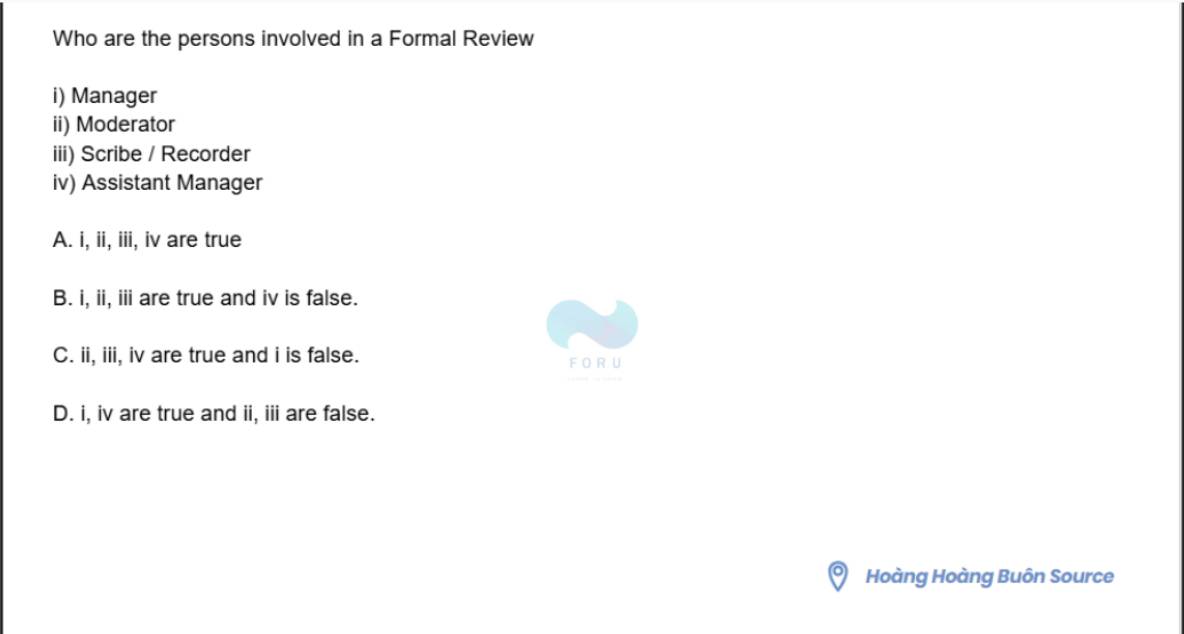 Who are the persons involved in a Formal Review
i) Manager
ii) Moderator
iii) Scribe / Recorder
iv) Assistant Manager
A. i, ii, iii, iv are true
B. i, ii, iii are true and iv is false.
C. ii, iii, iv are true and i is false.
D. i, iv are true and ii, iii are false.
FORU
Hoàng Hoàng Buôn Source